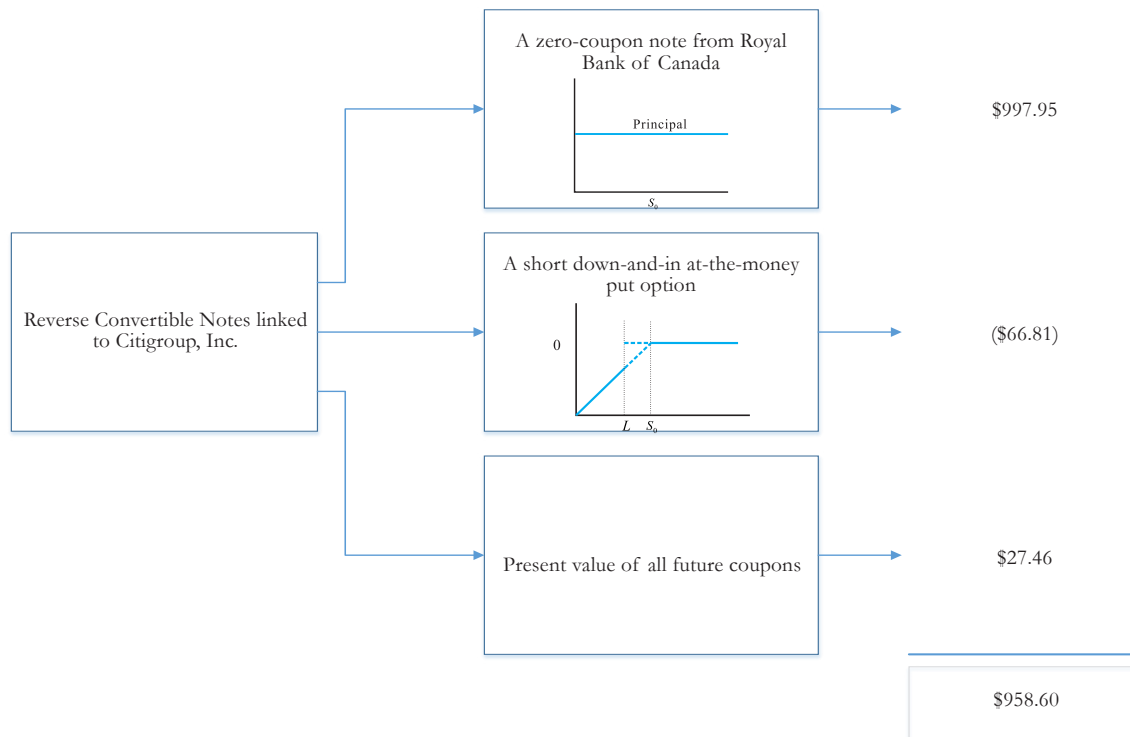 A zero-coupon note from Royal
Bank of Canada
Principal
S₀
$997.95
Reverse Convertible Notes linked
to Citigroup, Inc.
A short down-and-in at-the-money
put option
0
L S₀
($66.81)
Present value of all future coupons
$27.46
$958.60